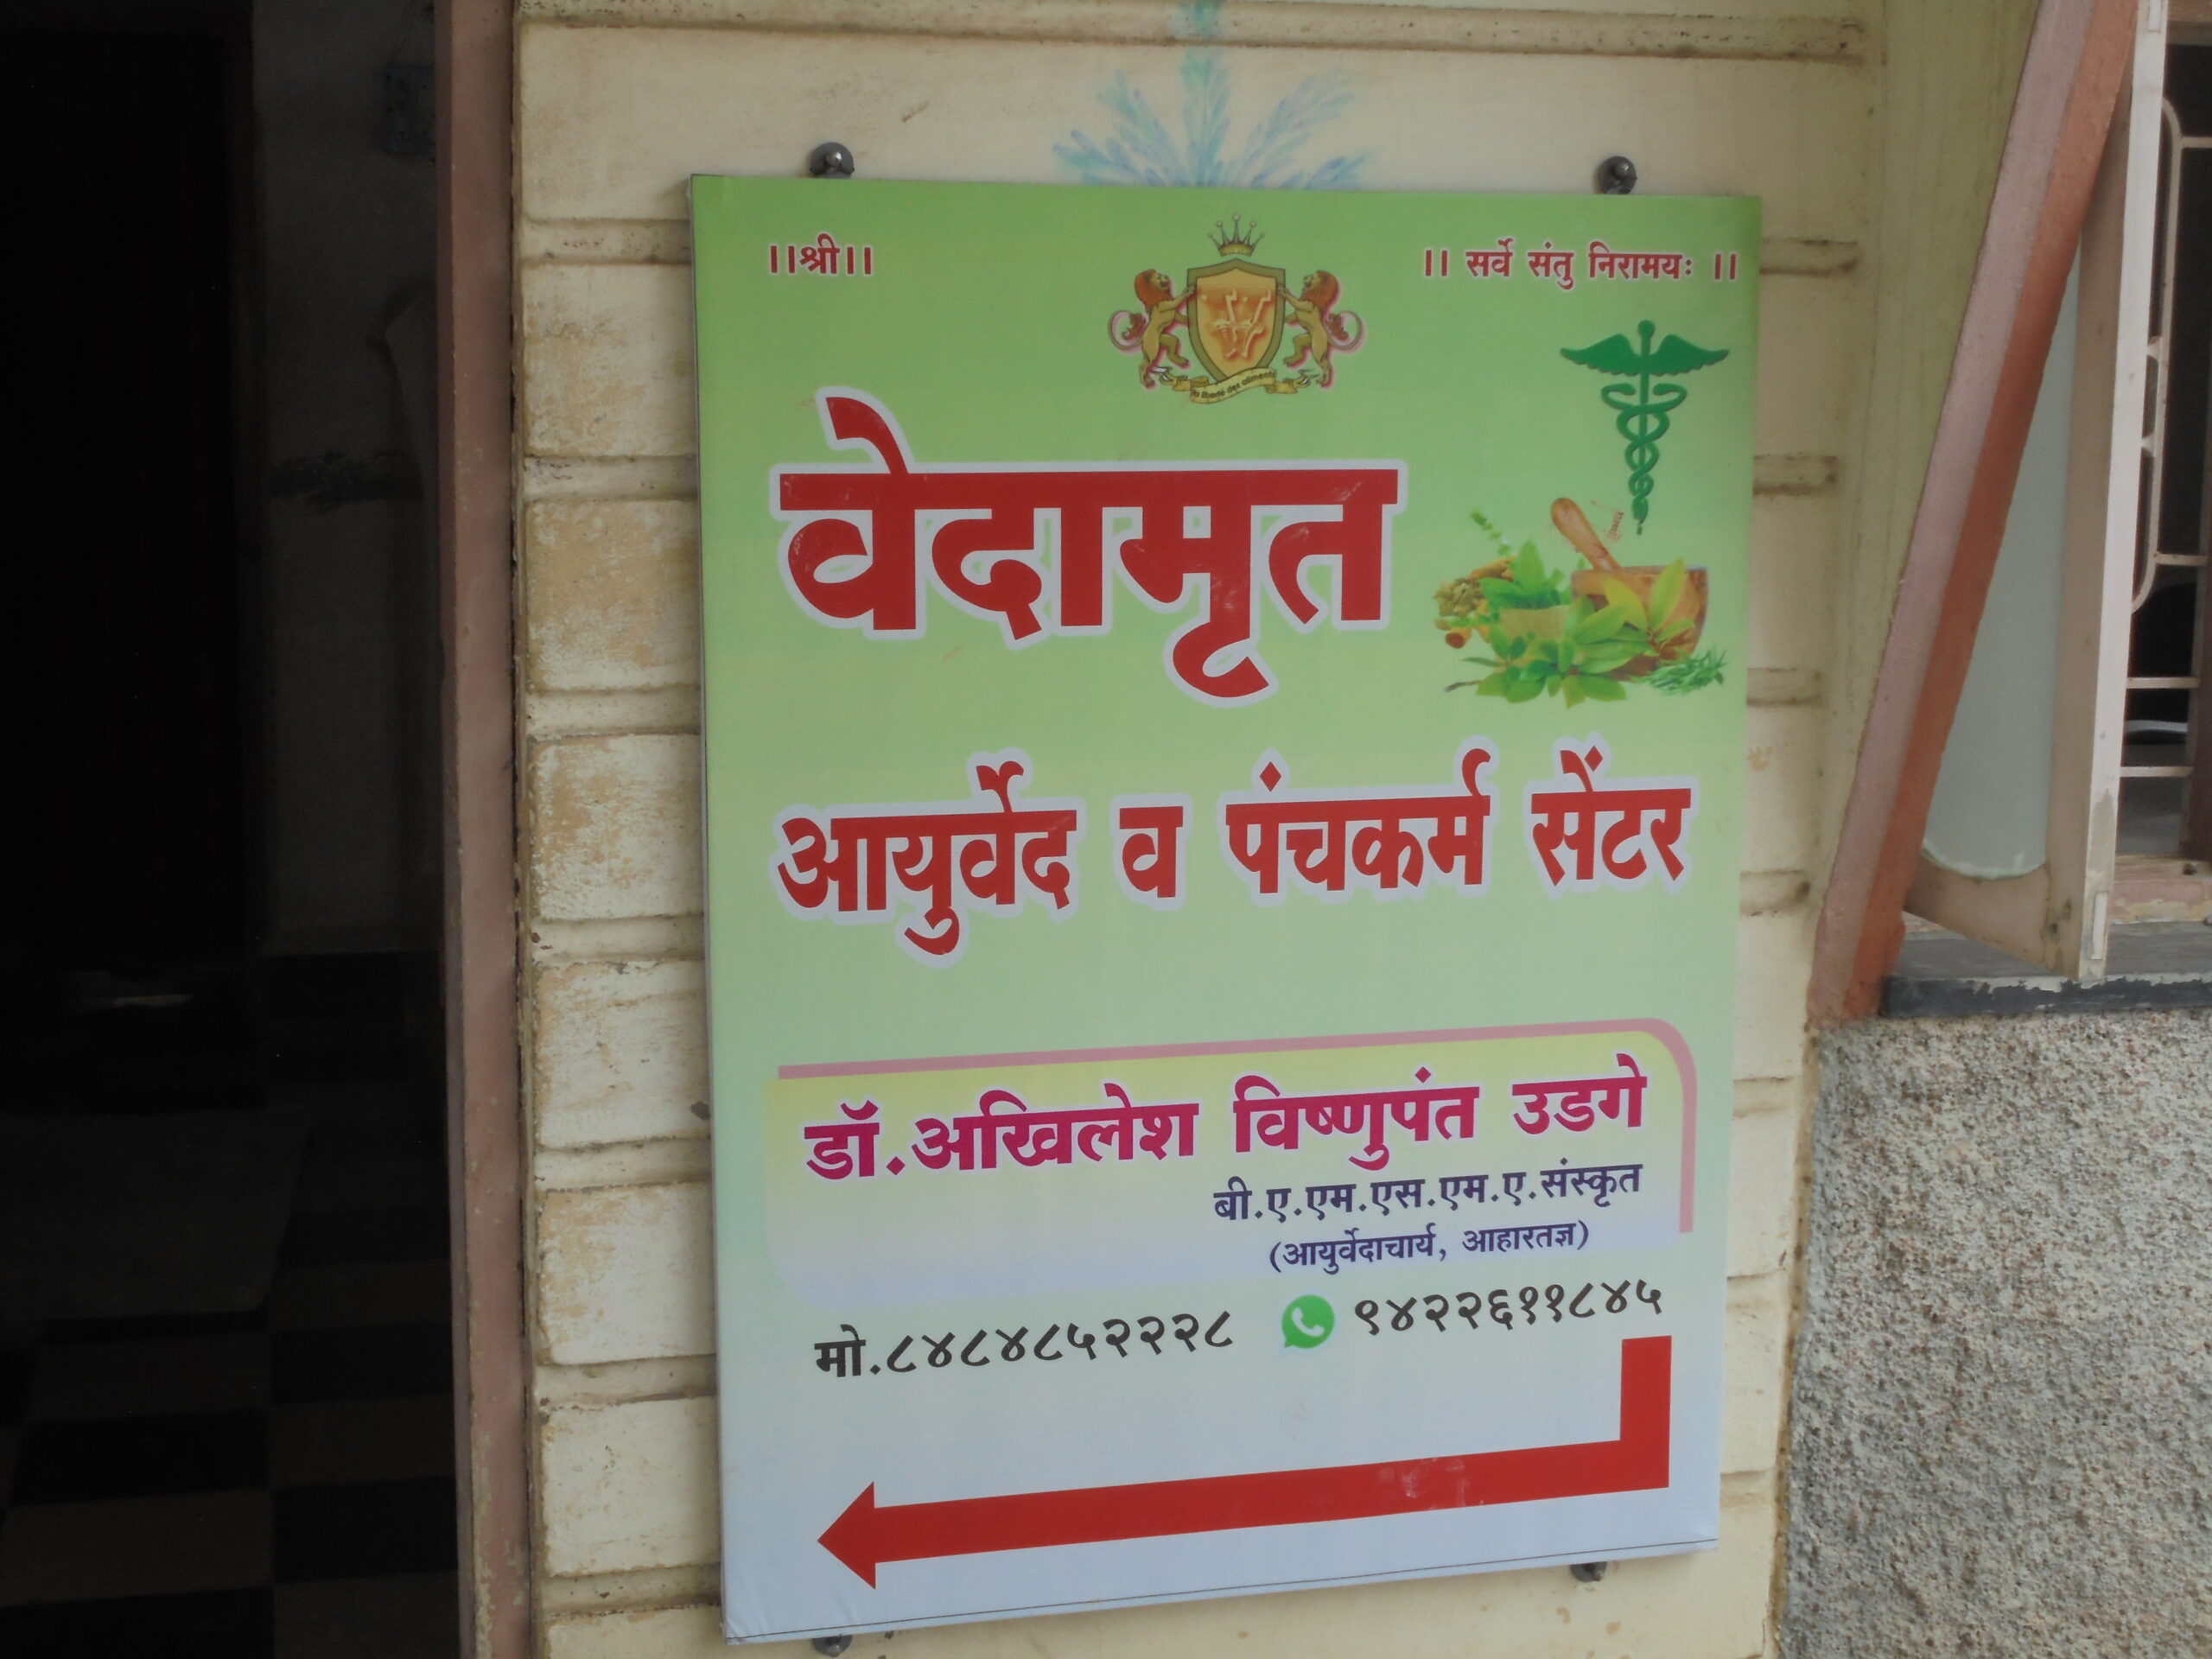 ।।श्री।।
।। सर्वे संतु निरामयः ।।
वेदामृत
आयुर्वेद व पंचकर्म सेंटर
डॉ.अखिलेश विष्णुपंत उडगे
बी.ए.एम.एस.एम.ए.संस्कृत
(आयुर्वेदाचार्य, आहारतज्ञ)
मो.८४८४८५२२२८ ९४२२६११८४५